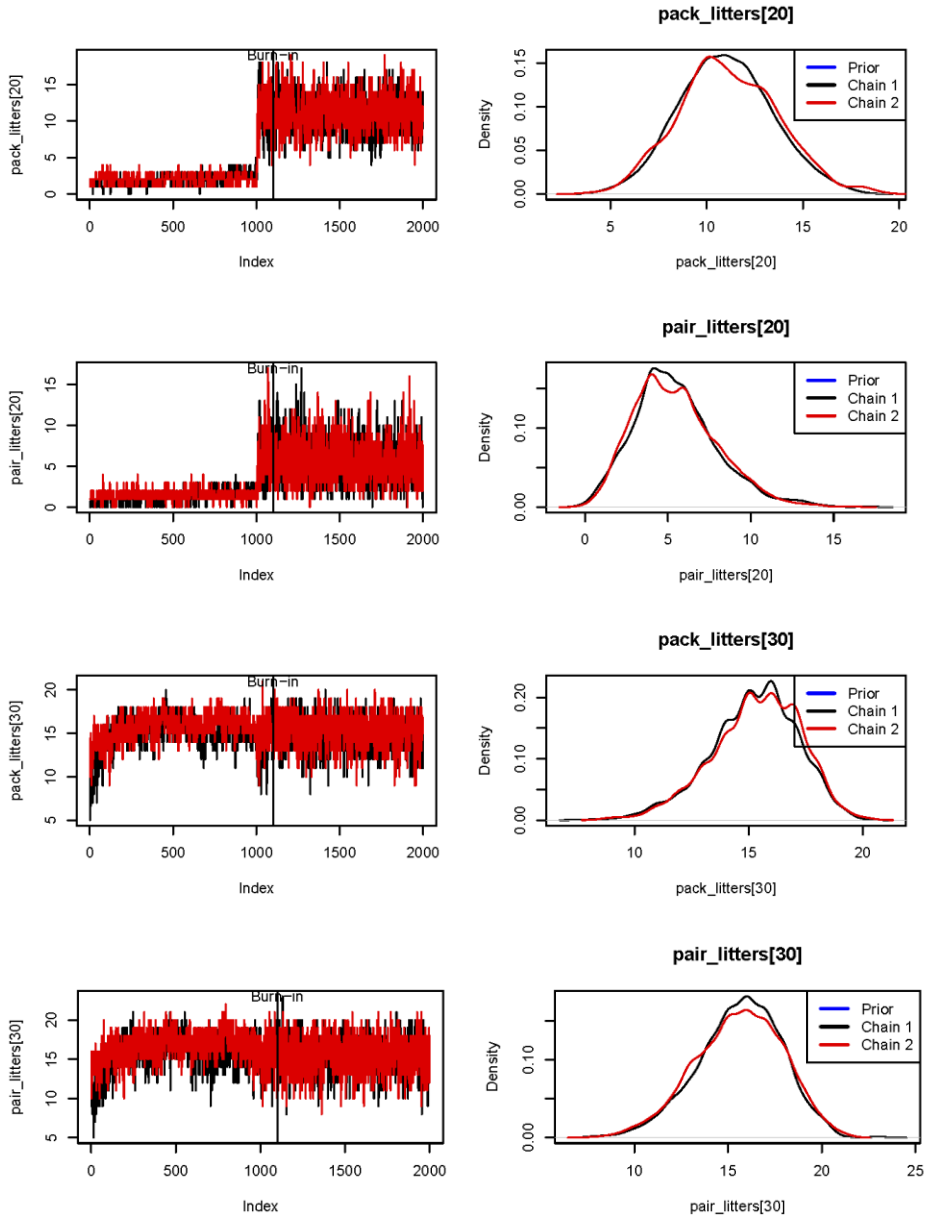 pack_litters[20]
Burn-in
pack_litters[20]
15
10
5
0
0 500 1000 1500 2000
Index
Density
0.15
0.10
0.05
0.00
Prior
Chain 1
Chain 2
5 10 15 20
pack_litters[20]
pair_litters[20]
Burn-in
pair_litters[20]
15
10
5
0
0 500 1000 1500 2000
Index
Density
0.10
0.00
Prior
Chain 1
Chain 2
0 5 10 15
pair_litters[20]
pack_litters[30]
Burn-in
pack_litters[30]
20
15
10
5
0 500 1000 1500 2000
Index
Density
0.20
0.10
0.00
Prior
Chain 1
Chain 2
10 15 20
pack_litters[30]
pair_litters[30]
Burn-in
pair_litters[30]
20
15
10
5
0 500 1000 1500 2000
Index
Density
0.10
0.00
Prior
Chain 1
Chain 2
10 15 20 25
pair_litters[30]